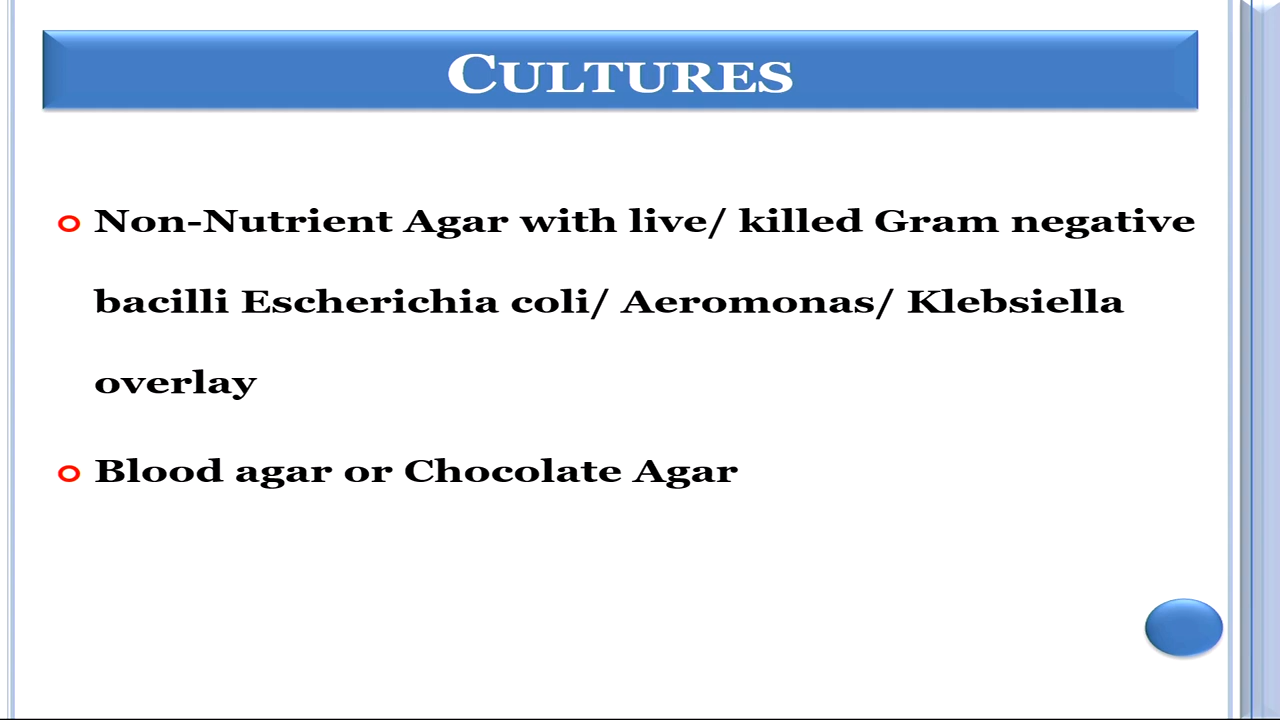 CULTURES
Non-Nutrient Agar with live/ killed Gram negative
bacilli Escherichia coli/ Aeromonas/ Klebsiella
overlay
Blood agar or Chocolate Agar